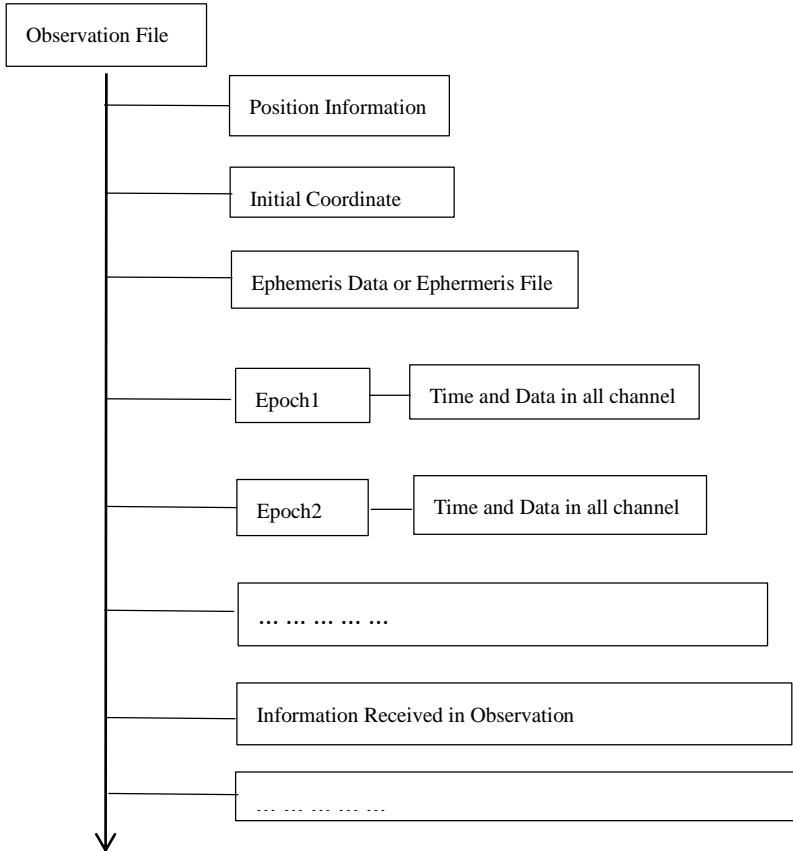 Observation File
Position Information
Initial Coordinate
Ephemeris Data or Ephermeris File
Epoch1
Time and Data in all channel
Epoch2
Time and Data in all channel
… … … … …
Information Received in Observation
… … … … …